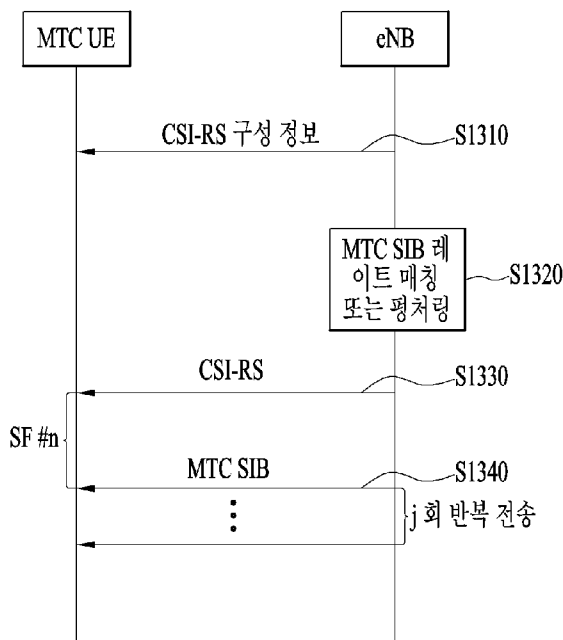 MTC UE
eNB
CSI-RS 구성 정보
S1310
MTC SIB 레
이트 매칭
또는 펑처링
S1320
CSI-RS
S1330
SF #n
MTC SIB
S1340
j회 반복 전송